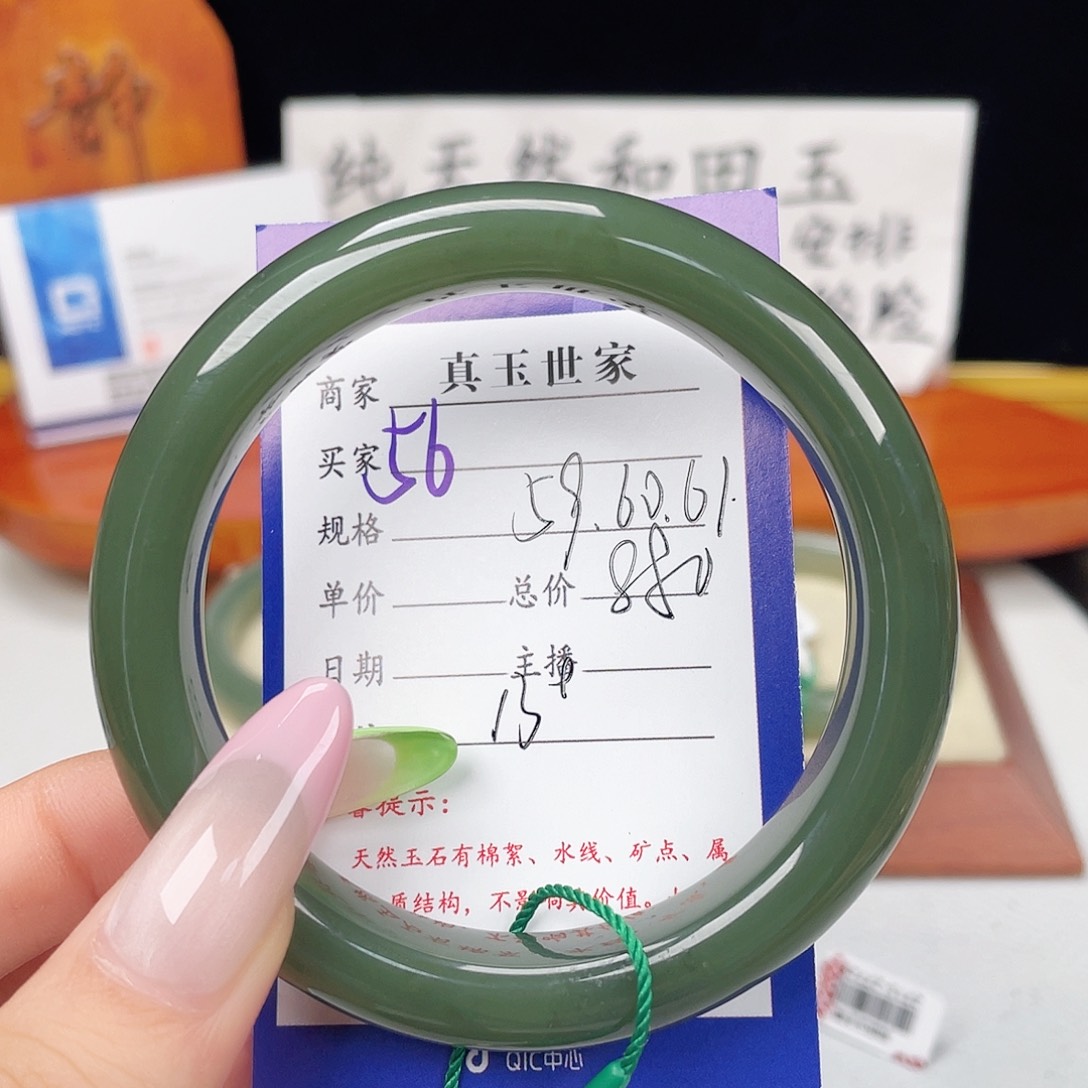 纯天然和田玉
商家 真玉世家
买家 56
规格 59.60.61.
单价 总价 880
日期 主播
15
提示:
天然玉石有棉絮、水线、矿点、属
质结构,不影响其价值。
QIC中心